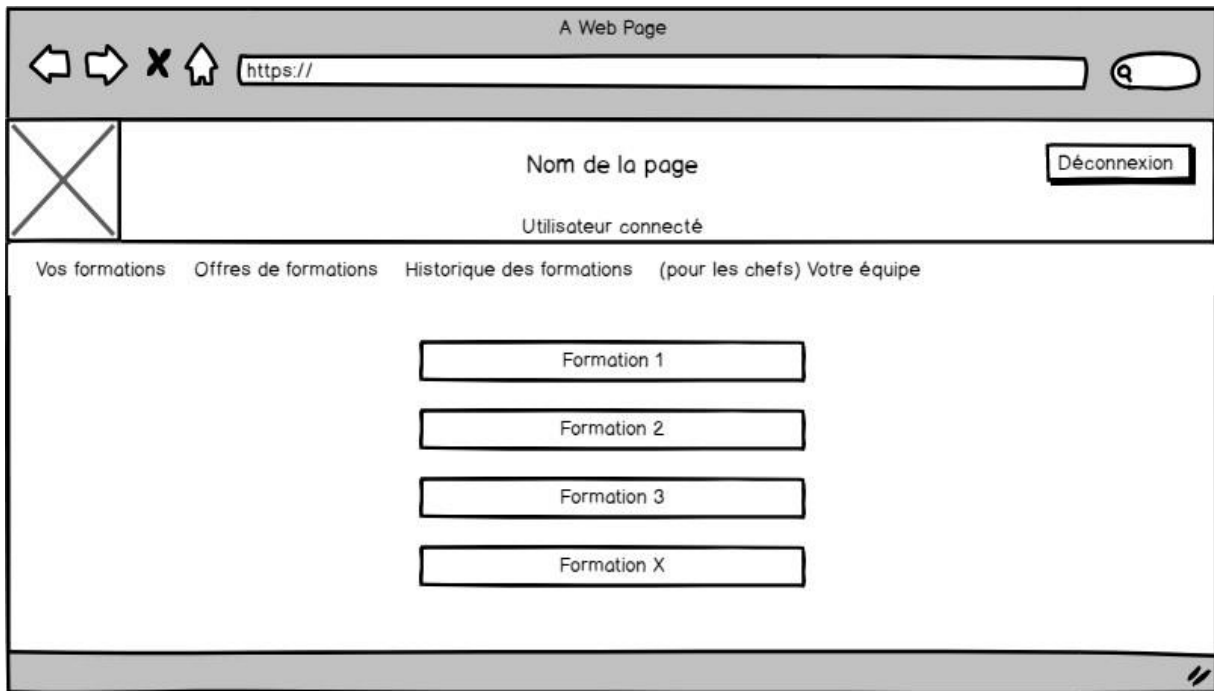 A Web Page
https://
Nom de la page
Déconnexion
Utilisateur connecté
Vos formations Offres de formations Historique des formations (pour les chefs) Votre équipe
Formation 1
Formation 2
Formation 3
Formation X